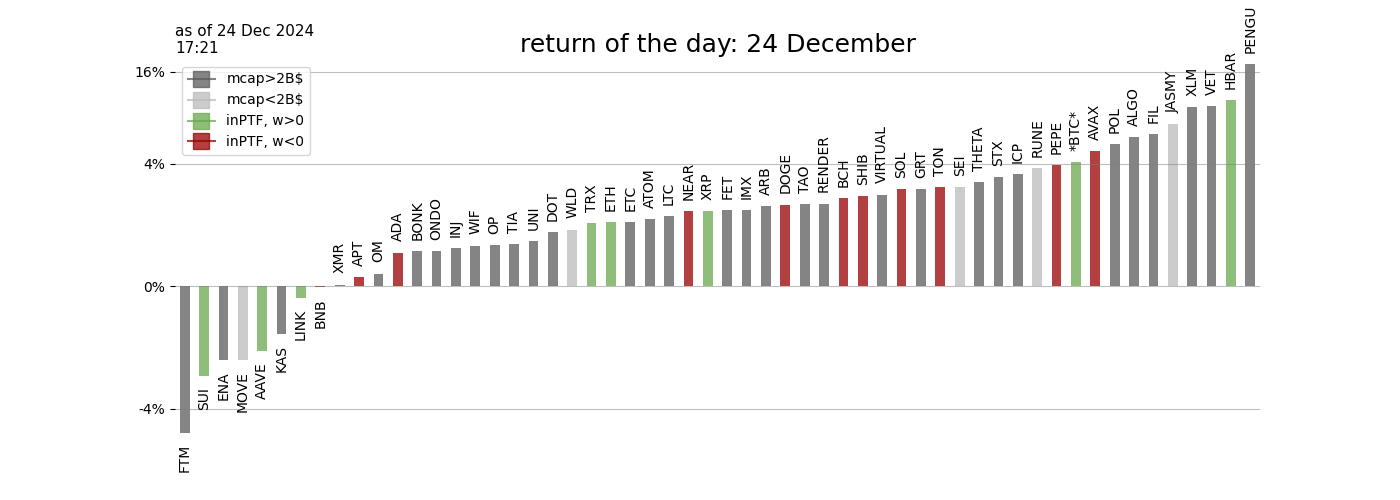 as of 24 Dec 2024
17:21
return of the day: 24 December
mcap>2B$
mcap<2B$
inPTF, w>0
inPTF, w<0
16%
4%
0%
-4%
FTM
SUI
ENA
MOVE
AAVE
KAS
LINK
BNB
XMR
APT
OM
ADA
BONK
ONDO
INJ
WIF
OP
TIA
UNI
DOT
WLD
TRX
ETH
ETC
ATOM
LTC
NEAR
XRP
FET
IMX
ARB
DOGE
TAO
RENDER
BCH
SHIB
VIRTUAL
SOL
GRT
TON
SEI
THETA
STX
ICP
RUNE
PEPE
*BTC*
AVAX
POL
ALGO
FIL
JASMY
XLM
VET
HBAR
PENGU